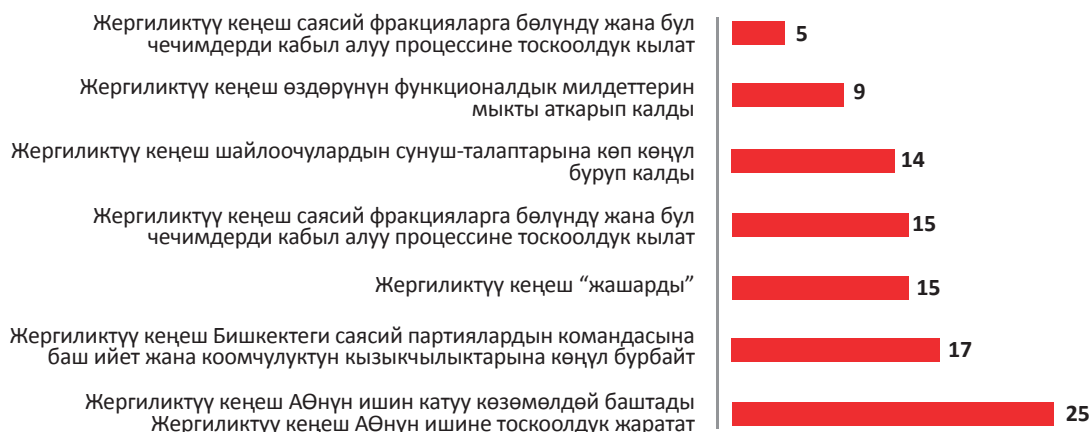 Жергиликтүү кеңеш саясий фракцияларга бөлүндү жана бул
чечимдерди кабыл алуу процессине тоскоолдук кылат
5
Жергиликтүү кеңеш өздөрүнүн функционалдык милдеттерин
мыкты аткарып калды
9
Жергиликтүү кеңеш шайлоочулардын сунуш-талаптарына көп көңүл
буруп калды
14
Жергиликтүү кеңеш саясий фракцияларга бөлүндү жана бул
чечимдерди кабыл алуу процессине тоскоолдук кылат
15
Жергиликтүү кеңеш “жашарды”
15
Жергиликтүү кеңеш Бишкектеги саясий партиялардын командасына
баш ийет жана коомчулуктун кызыкчылыктарына көңүл бурбайт
17
Жергиликтүү кеңеш АӨнүн ишин катуу көзөмөлдөй баштады
Жергиликтүү кеңеш АӨнүн ишине тоскоолдук жаратат
25